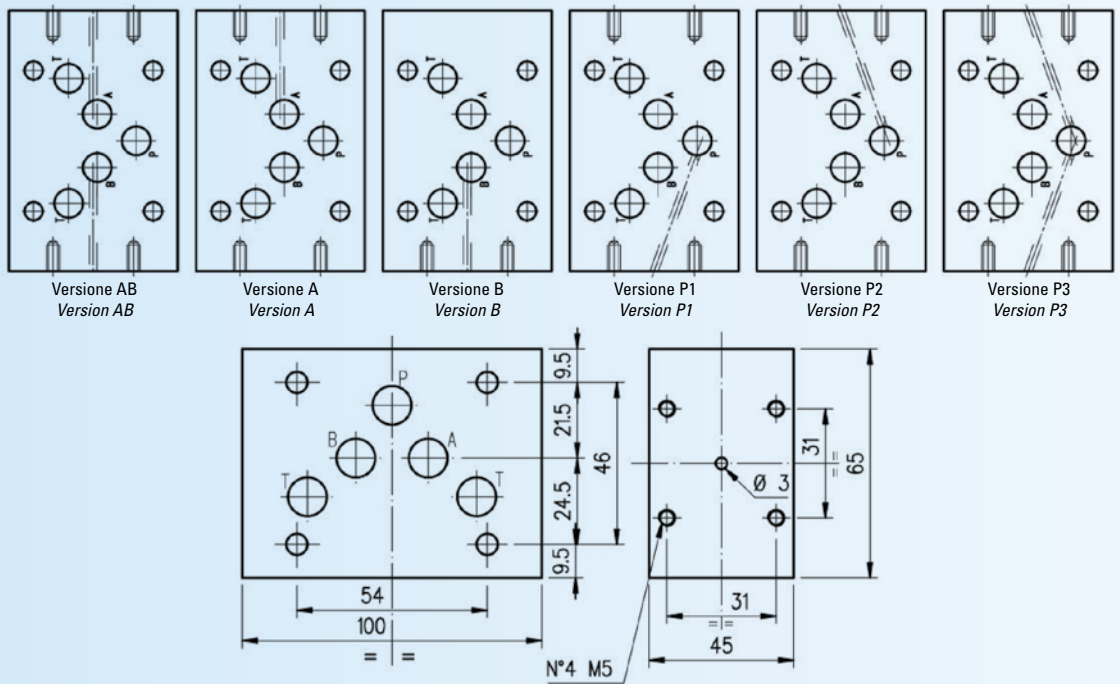 T A P B T
T A P B T
T A P B T
T A P B T
T A P B T
T A P B T
Versione AB
Version AB
Versione A
Version A
Versione B
Version B
Versione P1
Version P1
Versione P2
Version P2
Versione P3
Version P3
P
B A
T T
9.5
21.5
46
24.5
9.5
54
100
= =
31
=
65
Ø 3
31
= =
45
N°4 M5